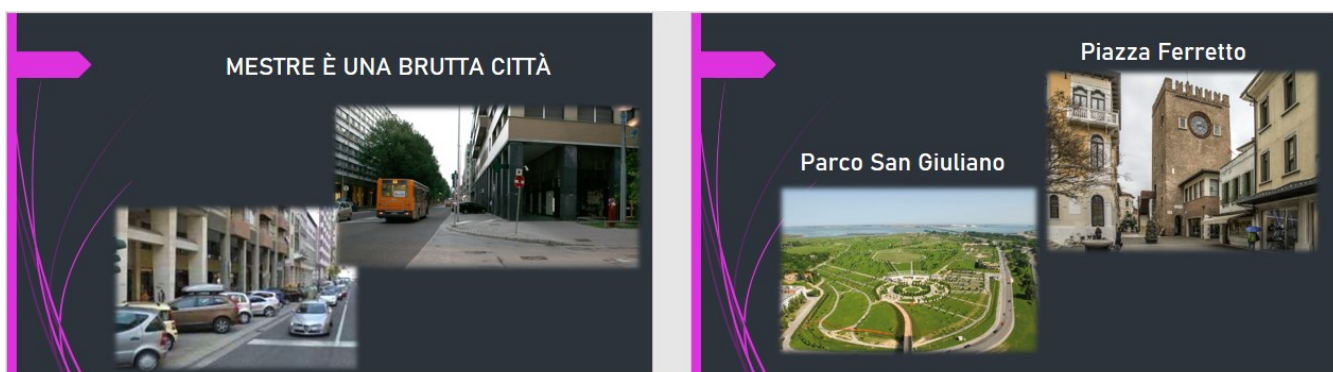 MESTRE È UNA BRUTTA CITTÀ
Piazza Ferretto
Parco San Giuliano